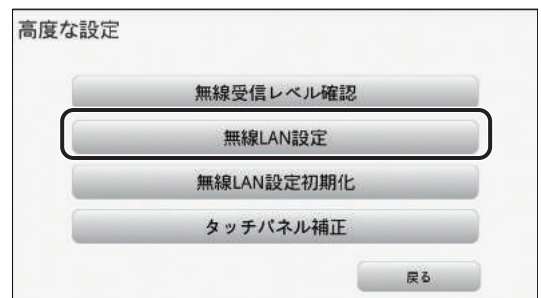 高度な設定
無線受信レベル確認
無線LAN設定
無線LAN設定初期化
タッチパネル補正
戻る